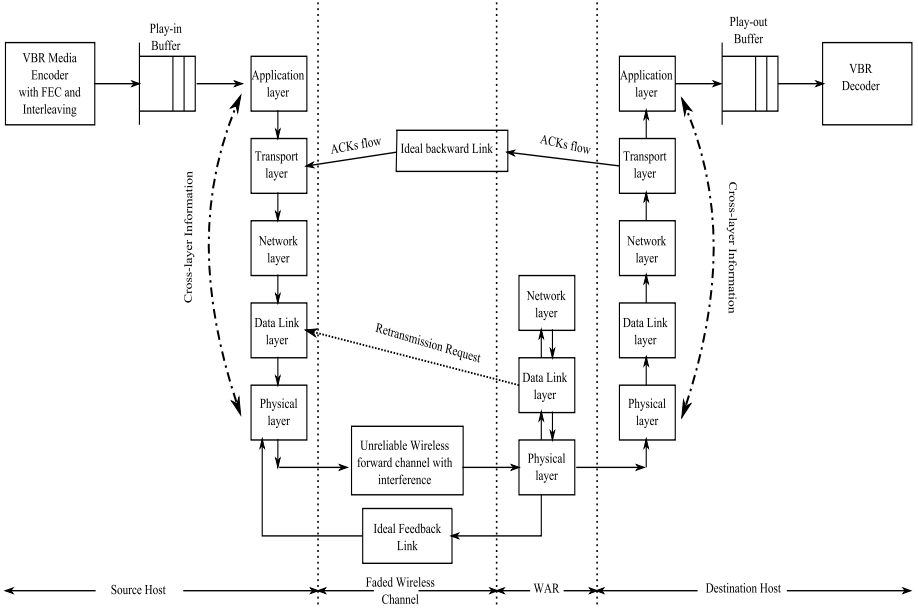 Play-in
Buffer
VBR Media
Encoder
with FEC and
Interleaving
Application
layer
Transport
layer
Network
layer
Data Link
layer
Physical
layer
Cross-layer Information
ACKs flow
Ideal backward Link
ACKs flow
Retransmission Request
Unreliable Wireless
forward channel with
interference
Ideal Feedback
Link
Network
layer
Data Link
layer
Physical
layer
Application
layer
Transport
layer
Network
layer
Data Link
layer
Physical
layer
Cross-layer Information
Play-out
Buffer
VBR
Decoder
Source Host
Faded Wireless
Channel
WAR
Destination Host